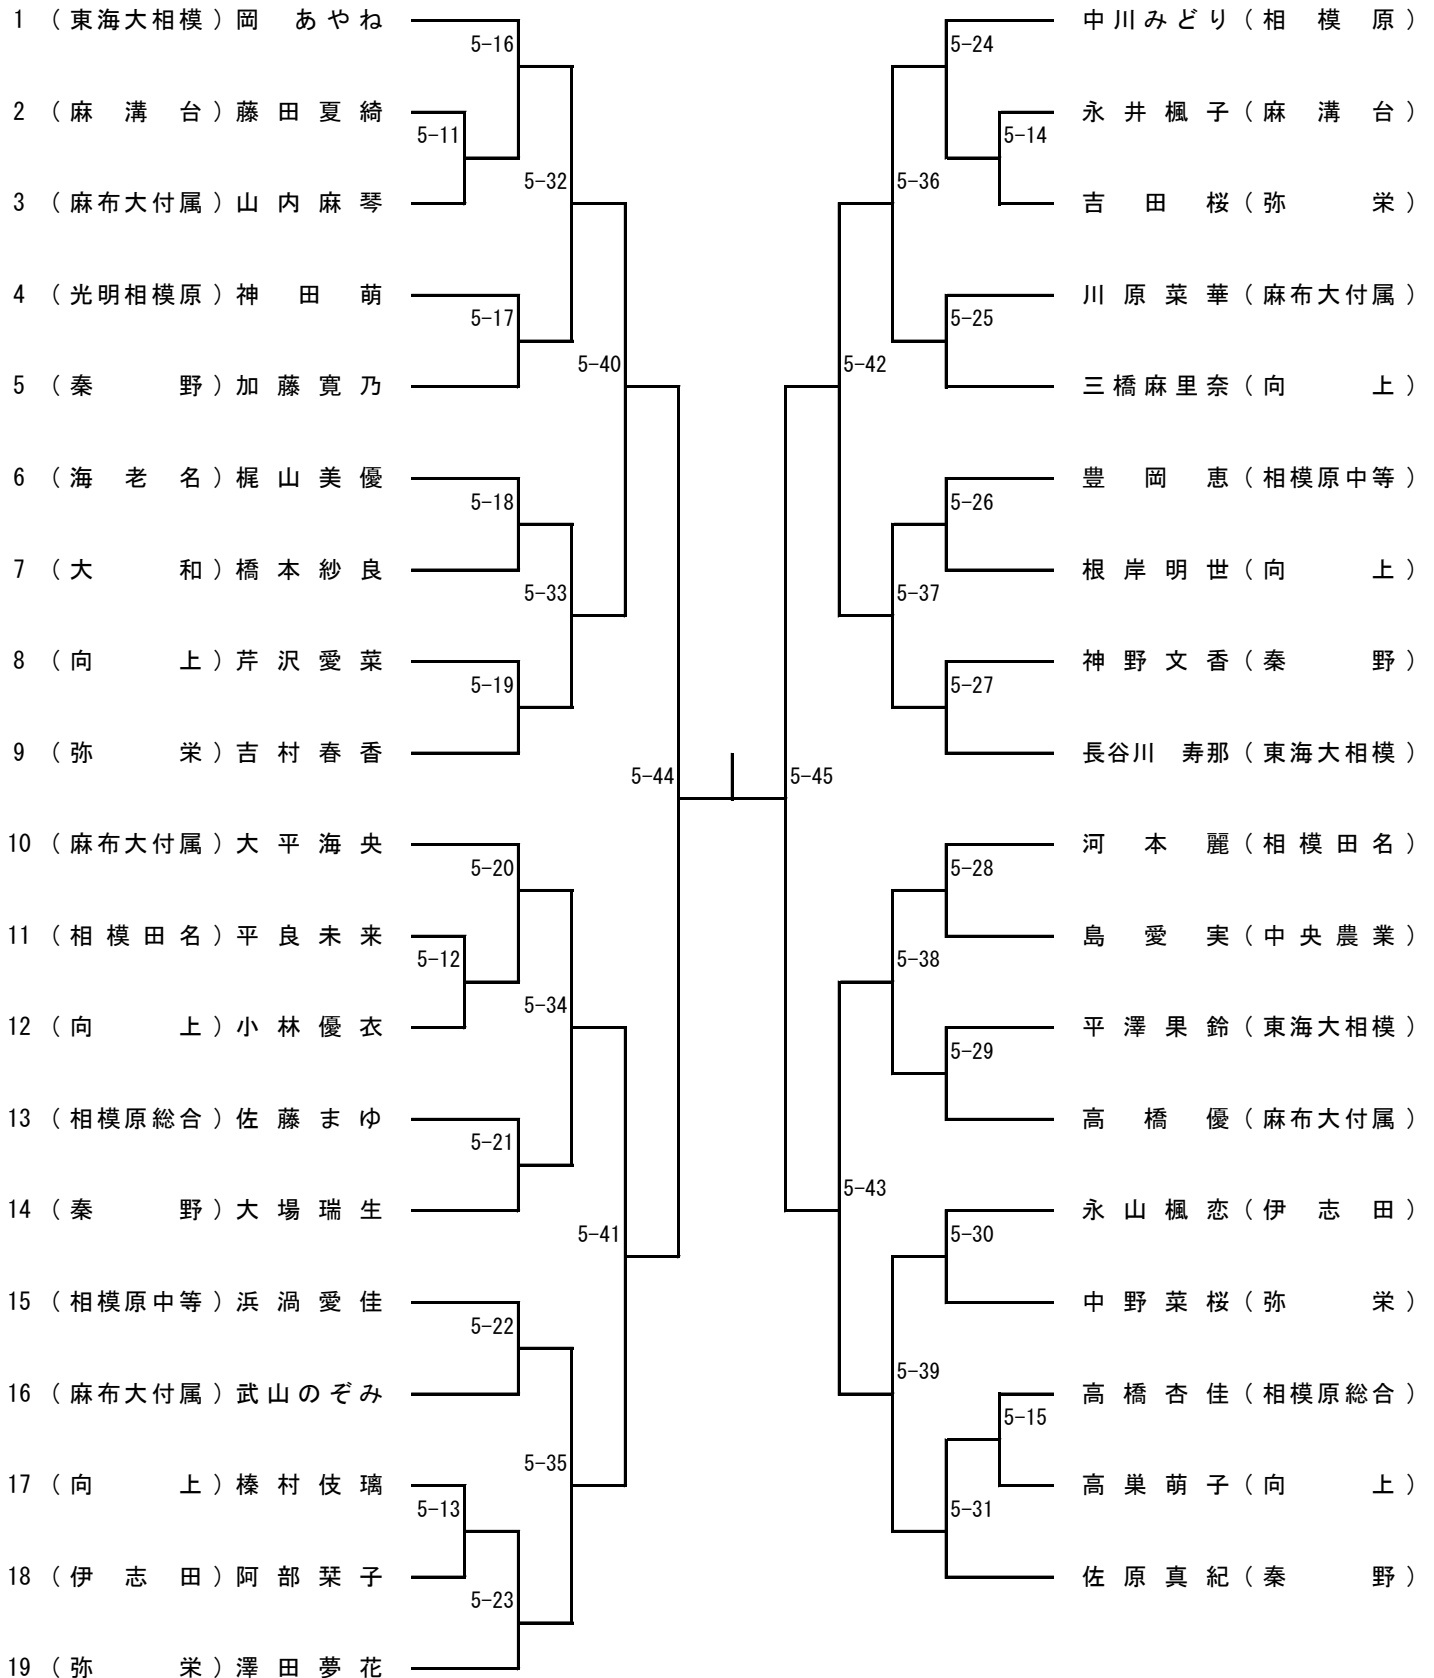 1 （東海大相模）岡 あやね 中川みどり（相模原）
5-16 5-24
2 （麻溝台）藤田夏綺 永井楓子（麻溝台）
5-11 5-14
5-32 5-36
3 （麻布大付属）山内麻琴 吉田桜（弥栄）
4 （光明相模原）神田萌 川原菜華（麻布大付属）
5-17 5-25
5-40 5-42
5 （秦野）加藤寛乃 三橋麻里奈（向上）
6 （海老名）梶山美優 豊岡恵（相模原中等）
5-18 5-26
7 （大和）橋本紗良 根岸明世（向上）
5-33 5-37
8 （向上）芹沢愛菜 神野文香（秦野）
5-19 5-27
9 （弥栄）吉村春香 長谷川 寿那（東海大相模）
5-44 5-45
10 （麻布大付属）大平海央 河本麗（相模田名）
5-20 5-28
11 （相模田名）平良未来 島愛実（中央農業）
5-12 5-38
5-34
12 （向上）小林優衣 平澤果鈴（東海大相模）
5-29
13 （相模原総合）佐藤まゆ 高橋優（麻布大付属）
5-21
5-43
14 （秦野）大場瑞生 永山楓恋（伊志田）
5-41 5-30
15 （相模原中等）浜渦愛佳 中野菜桜（弥栄）
5-22
5-39
16 （麻布大付属）武山のぞみ 高橋杏佳（相模原総合）
5-15
5-35
17 （向上）榛村伎璃 高巣萌子（向上）
5-13 5-31
18 （伊志田）阿部栞子 佐原真紀（秦野）
5-23
19 （弥栄）澤田夢花